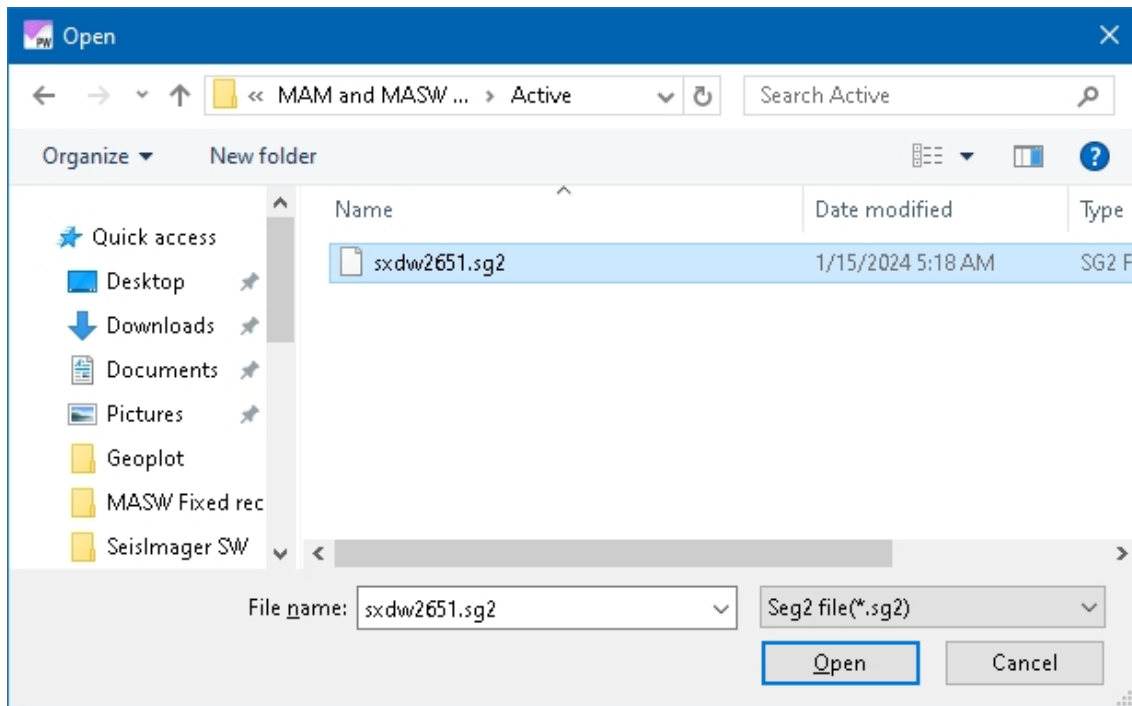 PW Open
« MAM and MASW ... › Active Search Active
Organize New folder ?
Name Date modified Type
Quick access
sxdw2651.sg2 1/15/2024 5:18 AM SG2 F
Desktop
Downloads
Documents
Pictures
Geoplot
MASW Fixed rec
SeisImager SW
File name: sxdw2651.sg2 Seg2 file(*.sg2)
Open Cancel